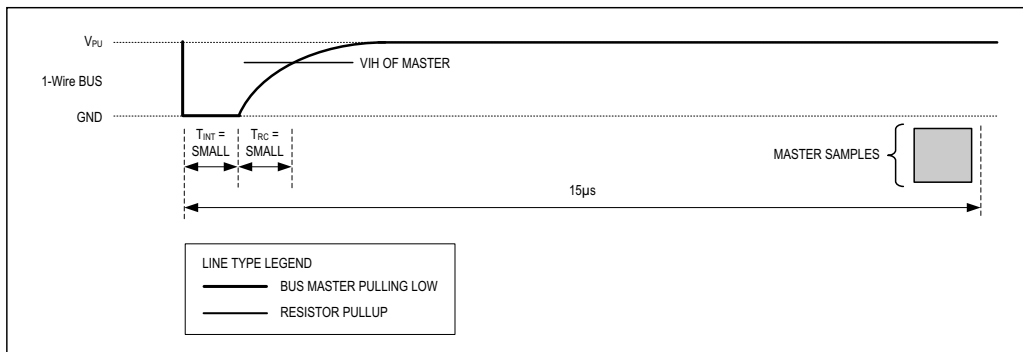 VPU
1-Wire BUS
GND
VIH OF MASTER
TINT =
SMALL
TRC =
SMALL
MASTER SAMPLES
15µs
LINE TYPE LEGEND
BUS MASTER PULLING LOW
RESISTOR PULLUP